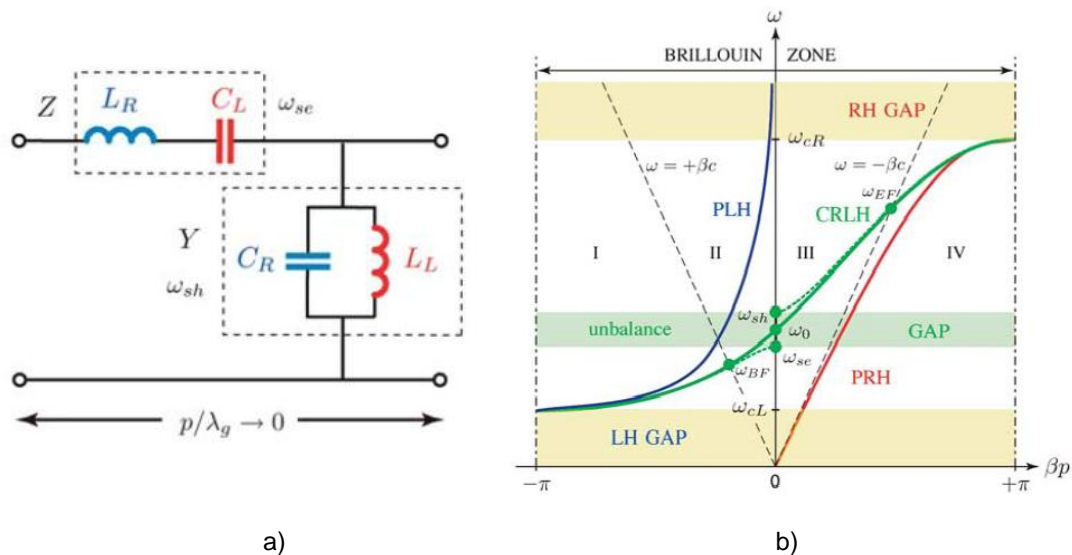 Z
L_R
C_L
ω_se
Y
ω_sh
C_R
L_L
p/λ_g → 0
a)
ω
BRILLOUIN ZONE
RH GAP
ω_cR
ω = +βc
ω = −βc
ω_EF
PLH
CRLH
I
II
III
IV
ω_sh
unbalance
ω_0
GAP
ω_se
ω_BF
PRH
ω_cL
LH GAP
−π
0
+π
βp
b)